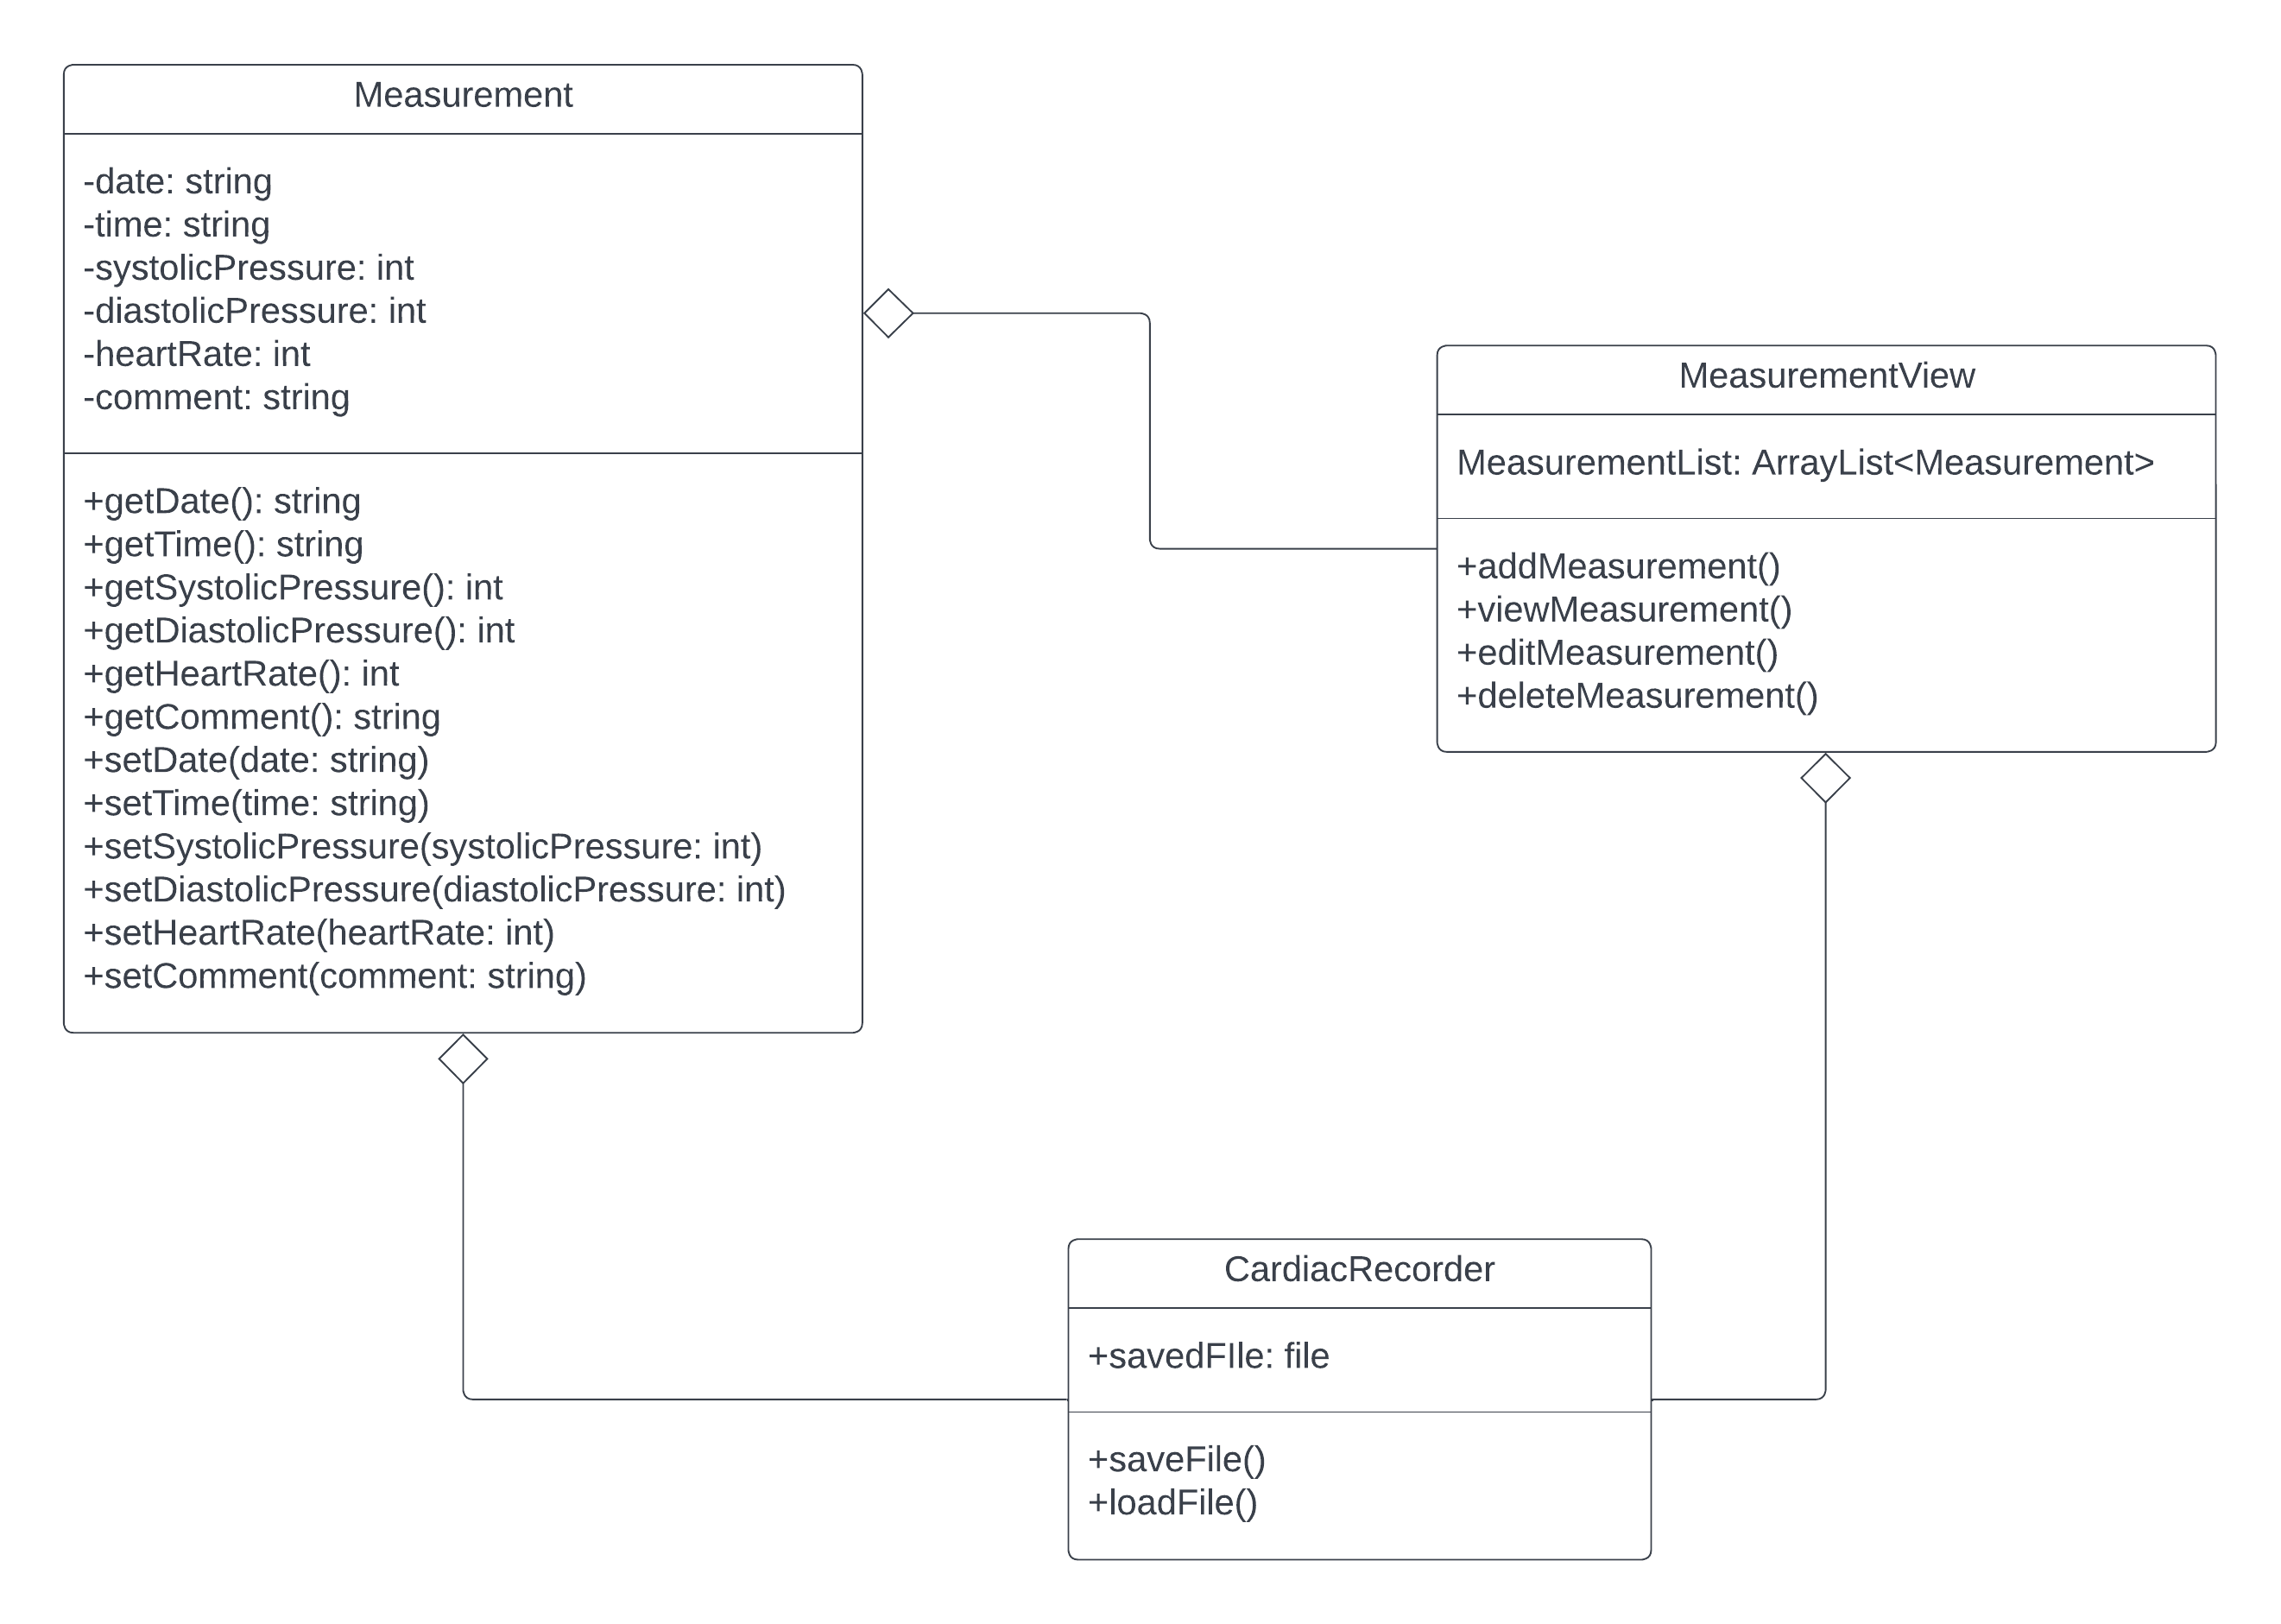 Measurement
-date: string
-time: string
-systolicPressure: int
-diastolicPressure: int
-heartRate: int
-comment: string
+getDate(): string
+getTime(): string
+getSystolicPressure(): int
+getDiastolicPressure(): int
+getHeartRate(): int
+getComment(): string
+setDate(date: string)
+setTime(time: string)
+setSystolicPressure(systolicPressure: int)
+setDiastolicPressure(diastolicPressure: int)
+setHeartRate(heartRate: int)
+setComment(comment: string)
MeasurementView
MeasurementList: ArrayList<Measurement>
+addMeasurement()
+viewMeasurement()
+editMeasurement()
+deleteMeasurement()
CardiacRecorder
+savedFIle: file
+saveFile()
+loadFile()